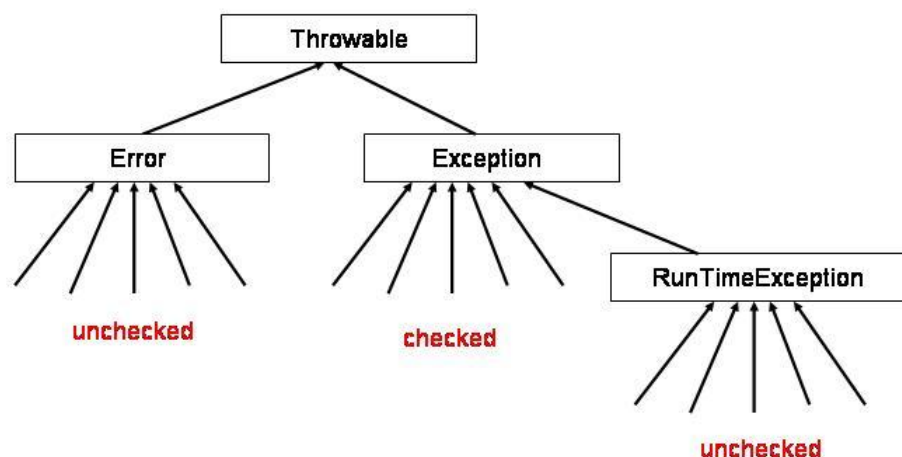 Throwable
Error
Exception
RunTimeException
unchecked
checked
unchecked